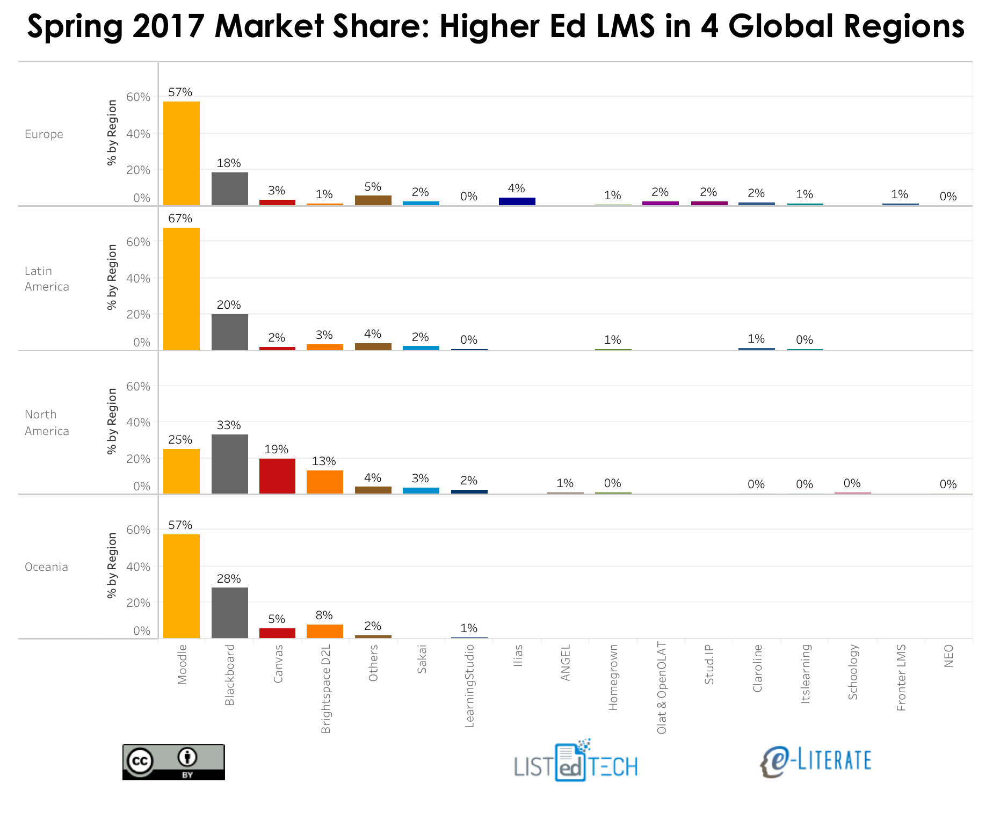 Spring 2017 Market Share: Higher Ed LMS in 4 Global Regions
Europe
% by Region
60%
40%
20%
0%
57%
18%
3%
1%
5%
2%
0%
4%
1%
2%
2%
2%
1%
1%
0%
Latin
America
% by Region
60%
40%
20%
0%
67%
20%
2%
3%
4%
2%
0%
1%
1%
0%
North
America
% by Region
60%
40%
20%
0%
25%
33%
19%
13%
4%
3%
2%
1%
0%
0%
0%
0%
0%
Oceania
% by Region
60%
40%
20%
0%
57%
28%
5%
8%
2%
1%
Moodle
Blackboard
Canvas
Brightspace D2L
Others
Sakai
LearningStudio
Ilias
ANGEL
Homegrown
Olat & OpenOLAT
Stud.IP
Claroline
Itslearning
Schoology
Fronter LMS
NEO
cc
BY
LISTedTECH
e-LITERATE